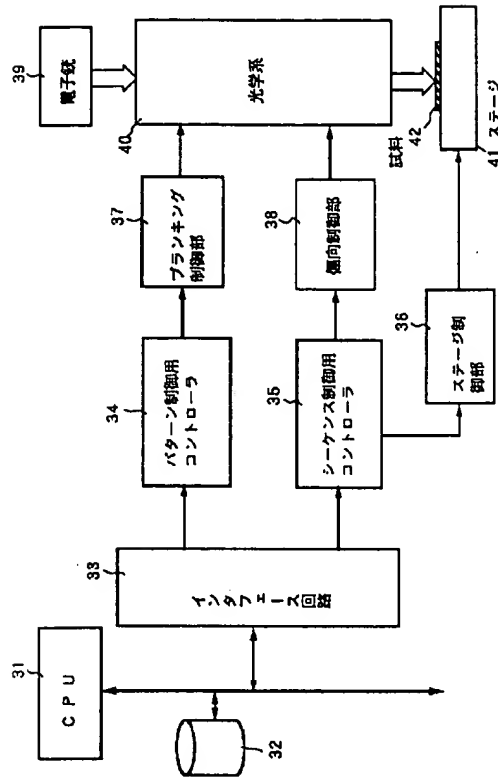 31
CPU
32
33
インタフェース回路
34
パターン制御用
コントローラ
35
シーケンス制御用
コントローラ
36
ステージ制
御部
37
ブランキング
制御部
38
偏向制御部
39
電子銃
40
光学系
試料
42
41 ステージ